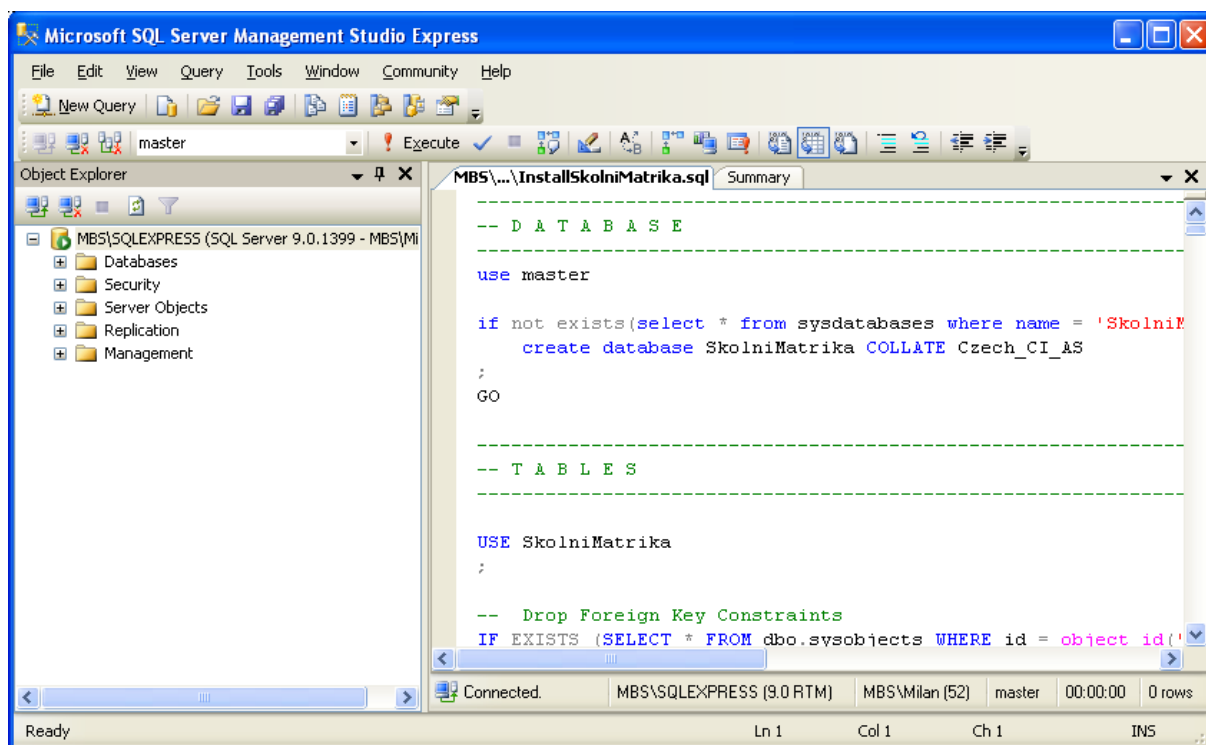 Microsoft SQL Server Management Studio Express
File Edit View Query Tools Window Community Help
New Query
master Execute
Object Explorer
MBS\...\InstallSkolniMatrika.sql Summary
MBS\SQLEXPRESS (SQL Server 9.0.1399 - MBS\Mi
Databases
Security
Server Objects
Replication
Management
---------------------------------------------------------------
-- D A T A B A S E
---------------------------------------------------------------
use master
if not exists(select * from sysdatabases where name = 'SkolniM
create database SkolniMatrika COLLATE Czech_CI_AS
;
GO
---------------------------------------------------------------
-- T A B L E S
---------------------------------------------------------------
USE SkolniMatrika
;
-- Drop Foreign Key Constraints
IF EXISTS (SELECT * FROM dbo.sysobjects WHERE id = object_id('
Connected. MBS\SQLEXPRESS (9.0 RTM) MBS\Milan (52) master 00:00:00 0 rows
Ready Ln 1 Col 1 Ch 1 INS